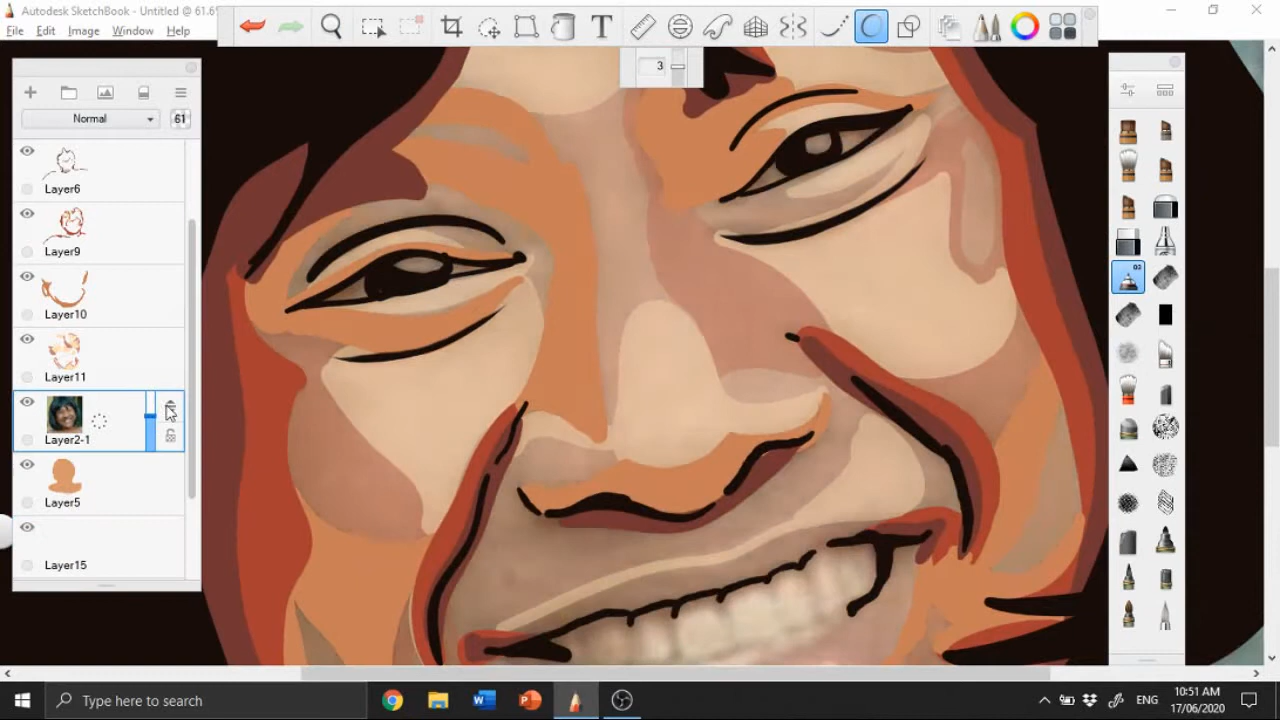 Autodesk SketchBook - Untitled @ 61.6
File Edit Image Window Help
T
3
Normal 61
Layer6
Layer9
Layer10
Layer11
Layer2-1
Layer5
Layer15
Type here to search
ENG
10:51 AM
17/06/2020